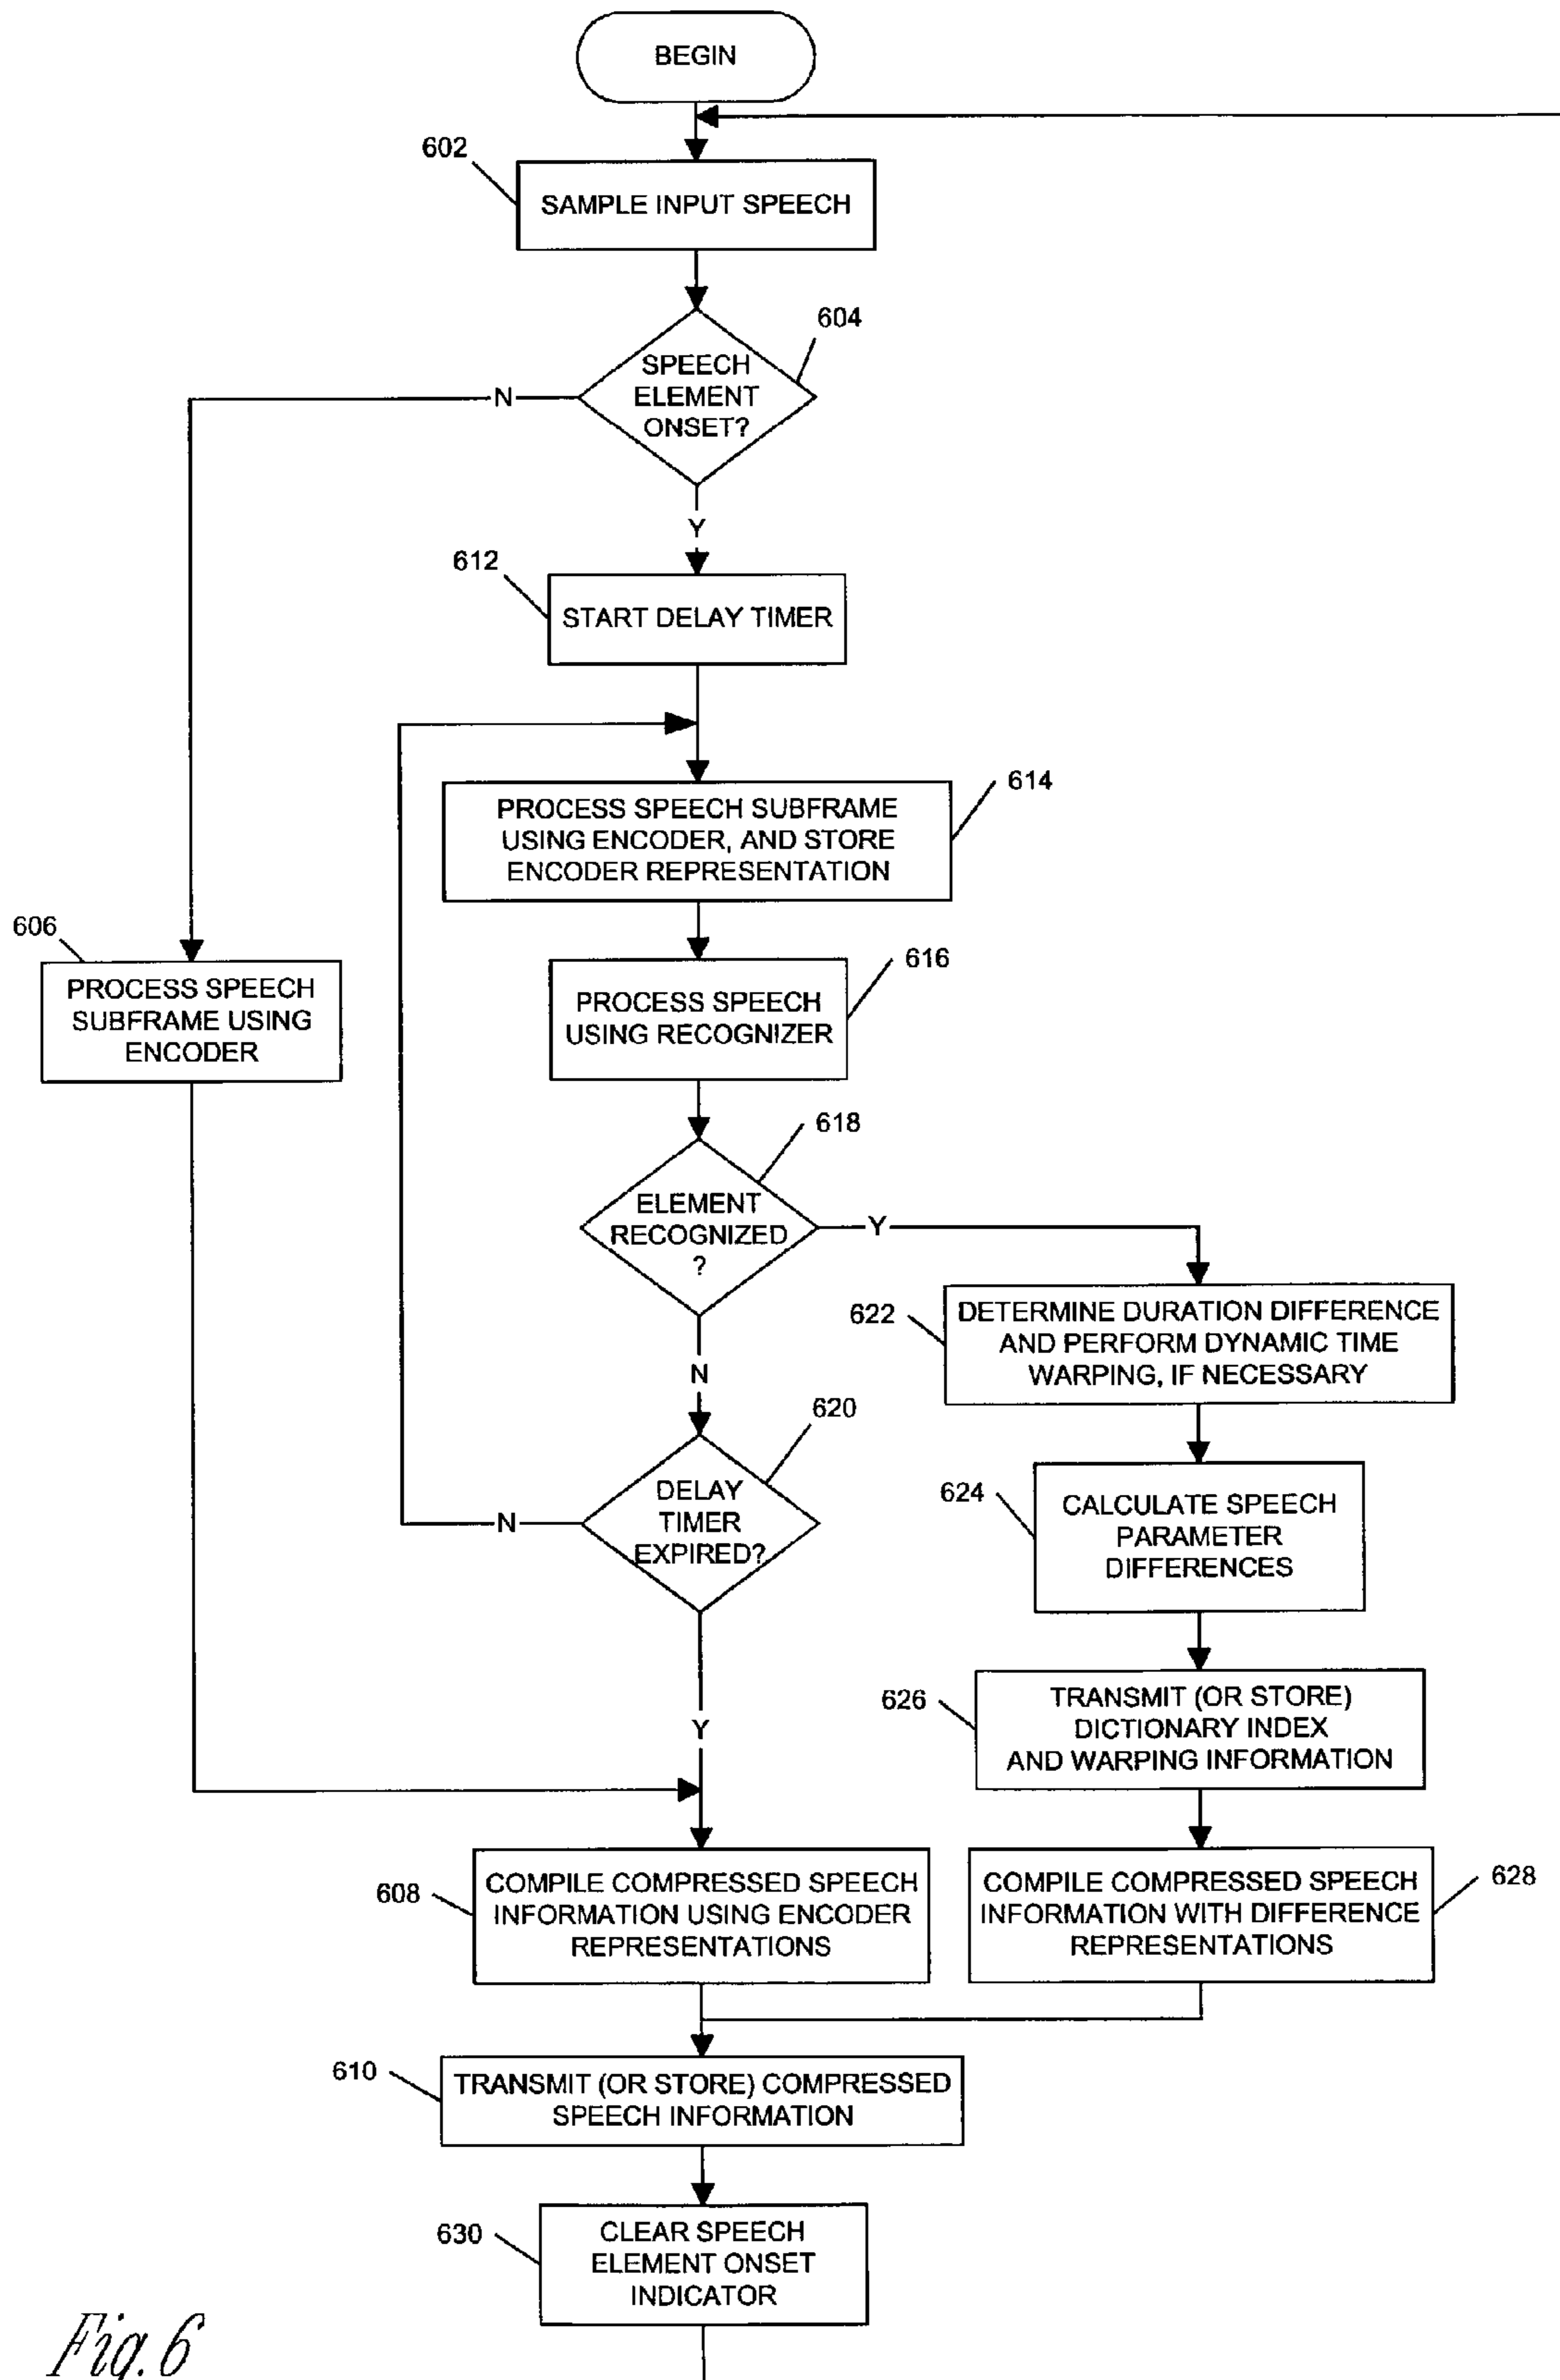 BEGIN
602
SAMPLE INPUT SPEECH
604
SPEECH
ELEMENT
ONSET?
N
Y
612
START DELAY TIMER
614
PROCESS SPEECH SUBFRAME
USING ENCODER, AND STORE
ENCODER REPRESENTATION
606
PROCESS SPEECH
SUBFRAME USING
ENCODER
616
PROCESS SPEECH
USING RECOGNIZER
618
ELEMENT
RECOGNIZED
?
Y
N
622
DETERMINE DURATION DIFFERENCE
AND PERFORM DYNAMIC TIME
WARPING, IF NECESSARY
620
DELAY
TIMER
EXPIRED?
N
Y
624
CALCULATE SPEECH
PARAMETER
DIFFERENCES
626
TRANSMIT (OR STORE)
DICTIONARY INDEX
AND WARPING INFORMATION
608
COMPILE COMPRESSED SPEECH
INFORMATION USING ENCODER
REPRESENTATIONS
628
COMPILE COMPRESSED SPEECH
INFORMATION WITH DIFFERENCE
REPRESENTATIONS
610
TRANSMIT (OR STORE) COMPRESSED
SPEECH INFORMATION
630
CLEAR SPEECH
ELEMENT ONSET
INDICATOR
Fig. 6